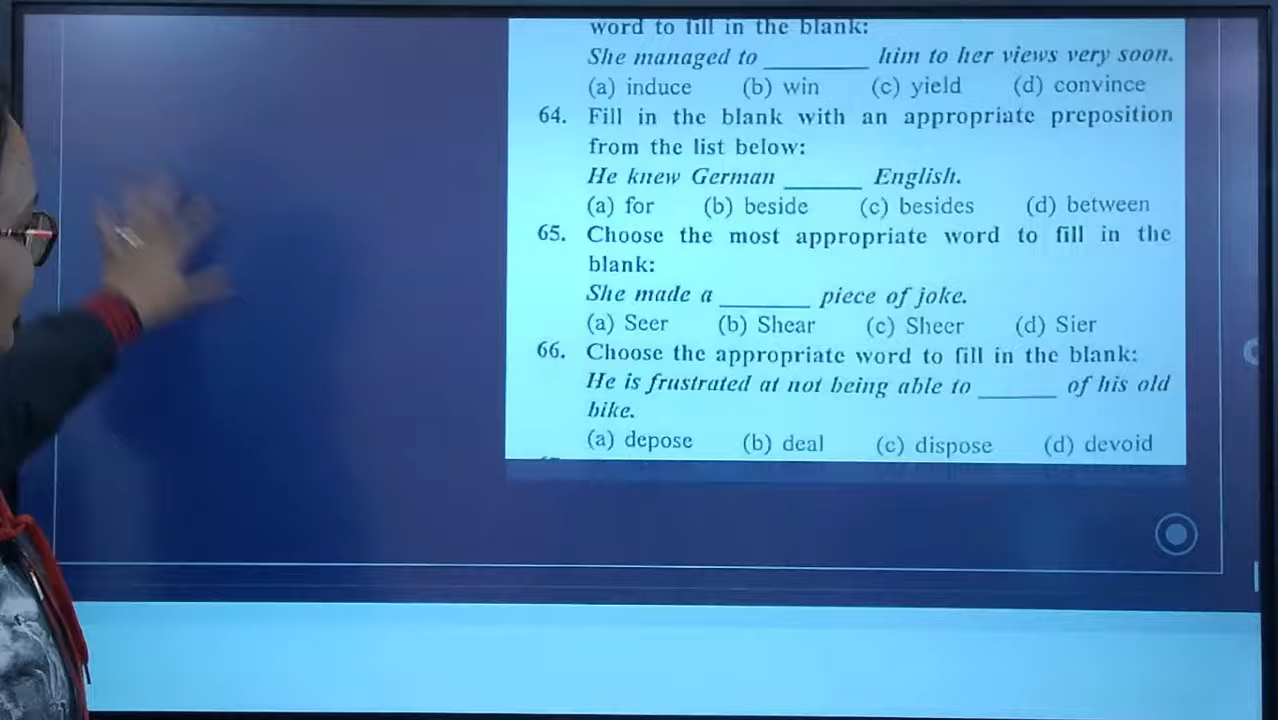 word to fill in the blank:
She managed to ________ him to her views very soon.
(a) induce (b) win (c) yield (d) convince
64. Fill in the blank with an appropriate preposition
from the list below:
He knew German ______ English.
(a) for (b) beside (c) besides (d) between
65. Choose the most appropriate word to fill in the
blank:
She made a _______ piece of joke.
(a) Seer (b) Shear (c) Sheer (d) Sier
66. Choose the appropriate word to fill in the blank:
He is frustrated at not being able to ______ of his old
bike.
(a) depose (b) deal (c) dispose (d) devoid